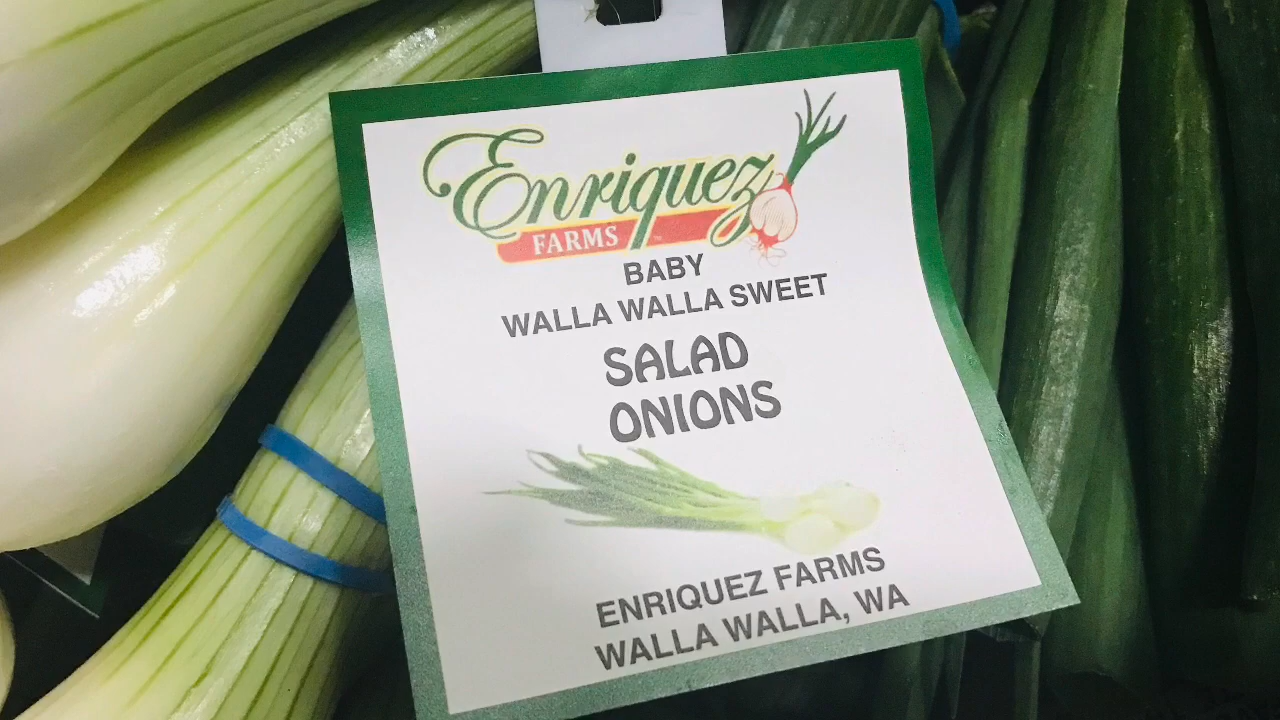 Enriquez
FARMS
BABY
WALLA WALLA SWEET
SALAD
ONIONS
ENRIQUEZ FARMS
WALLA WALLA, WA